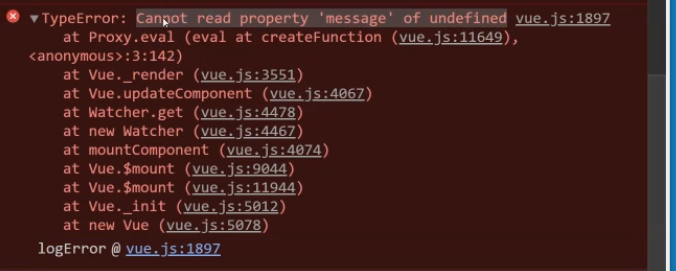 TypeError: Cannot read property 'message' of undefined vue.js:1897
at Proxy.eval (eval at createFunction (vue.js:11649),
<anonymous>:3:142)
at Vue._render (vue.js:3551)
at Vue.updateComponent (vue.js:4067)
at Watcher.get (vue.js:4478)
at new Watcher (vue.js:4467)
at mountComponent (vue.js:4074)
at Vue.$mount (vue.js:9044)
at Vue.$mount (vue.js:11944)
at Vue._init (vue.js:5012)
at new Vue (vue.js:5078)
logError @ vue.js:1897